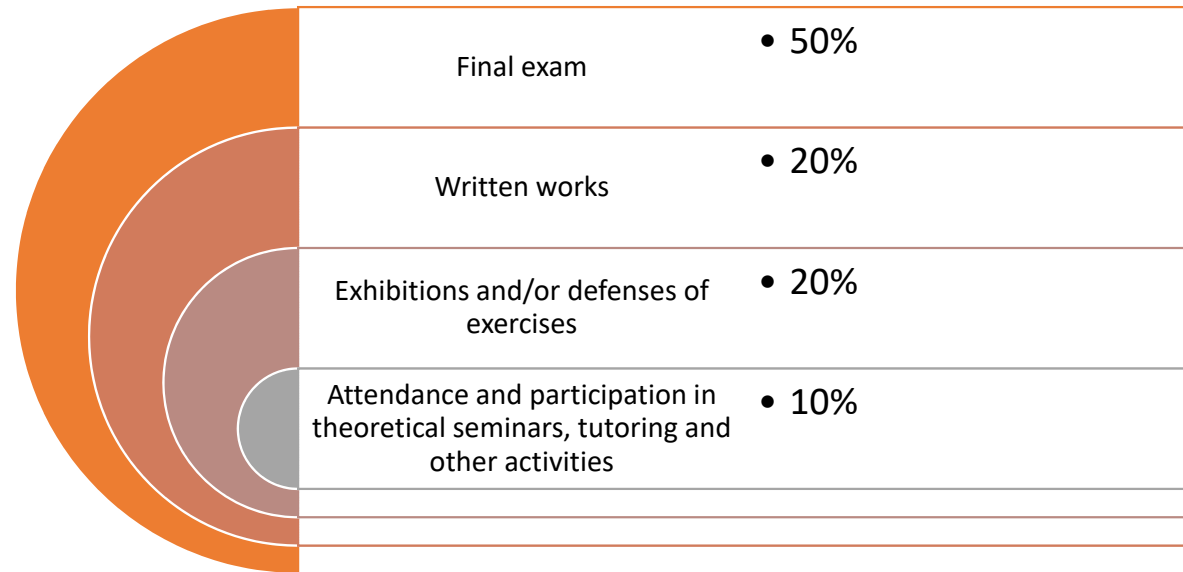 Final exam
• 50%
Written works
• 20%
Exhibitions and/or defenses of
exercises
• 20%
Attendance and participation in
theoretical seminars, tutoring and
other activities
• 10%